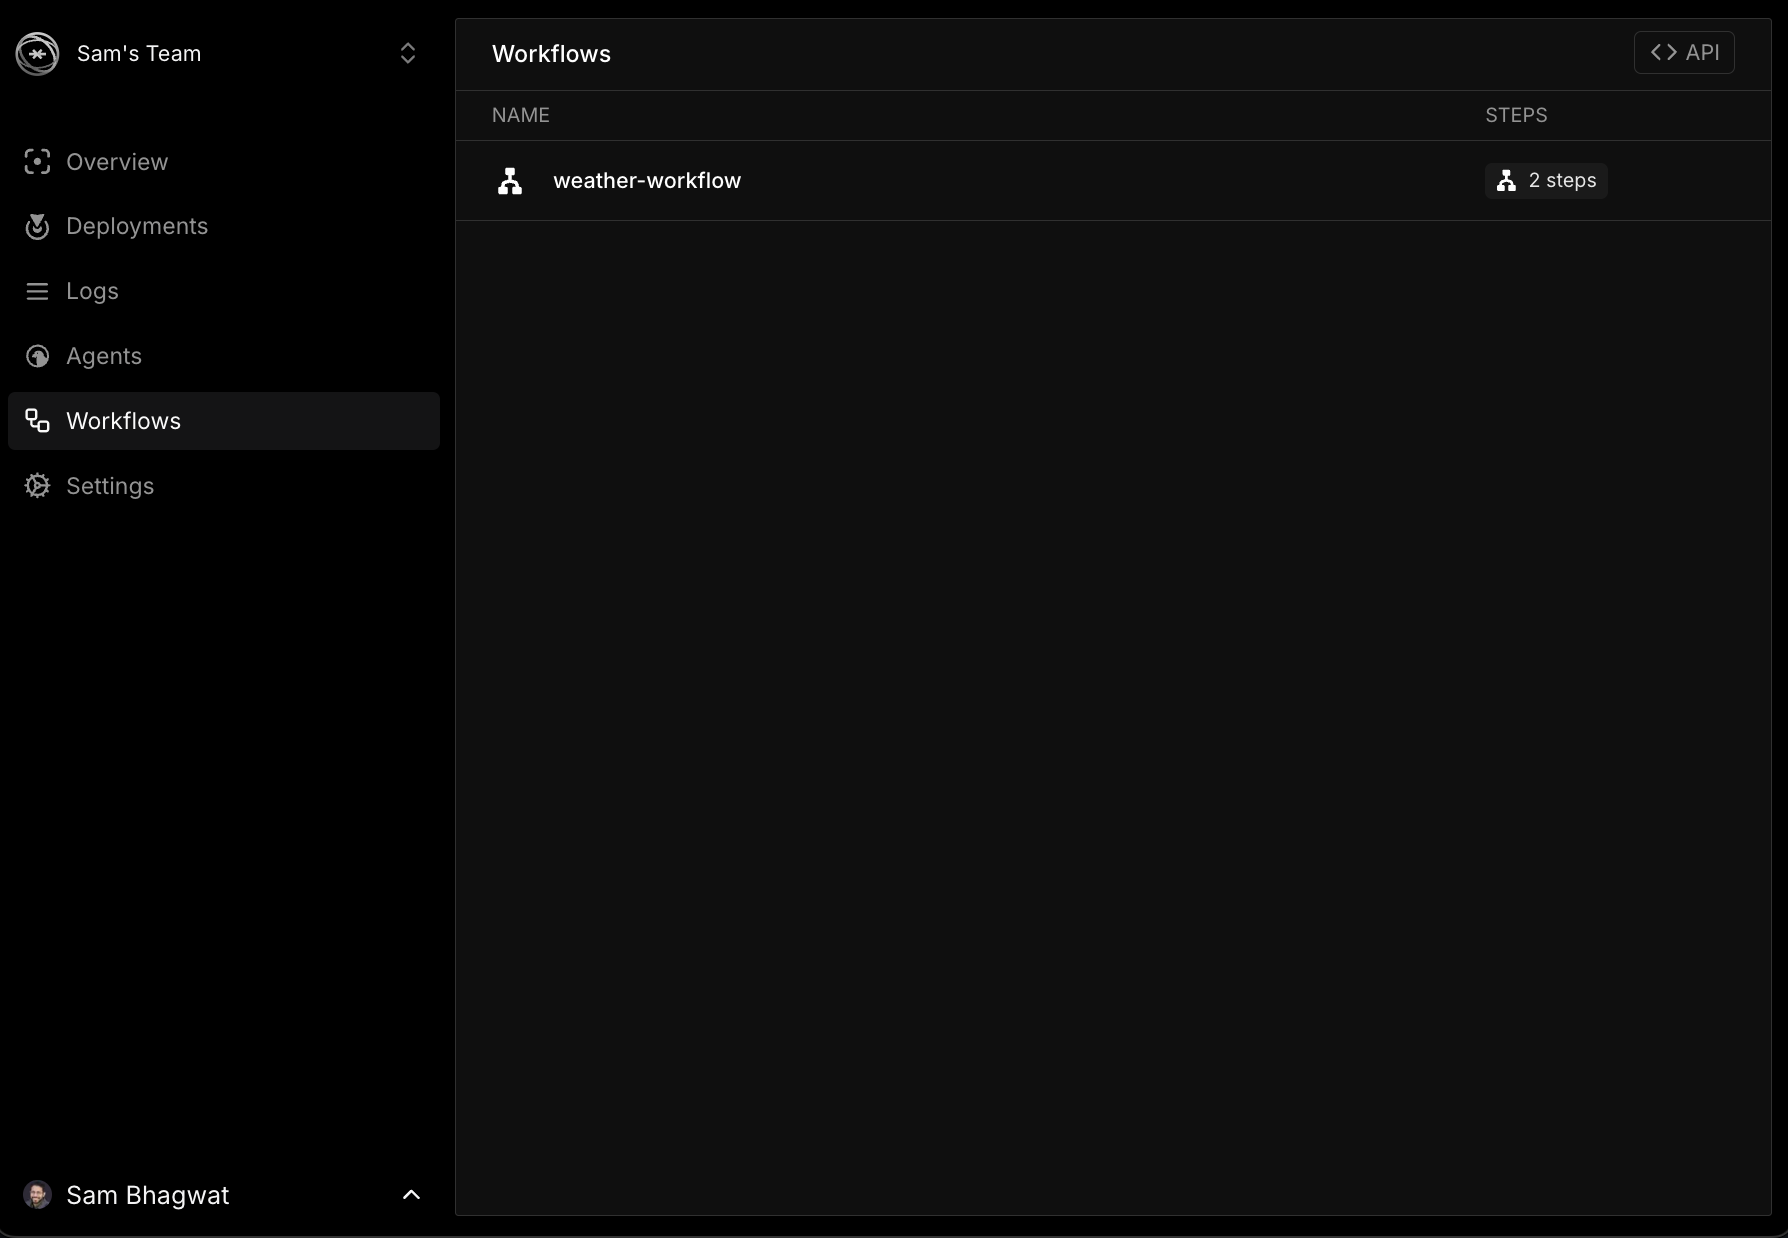 Sam's Team
Overview
Deployments
Logs
Agents
Workflows
Settings
Sam Bhagwat
Workflows
<> API
NAME
STEPS
weather-workflow
2 steps